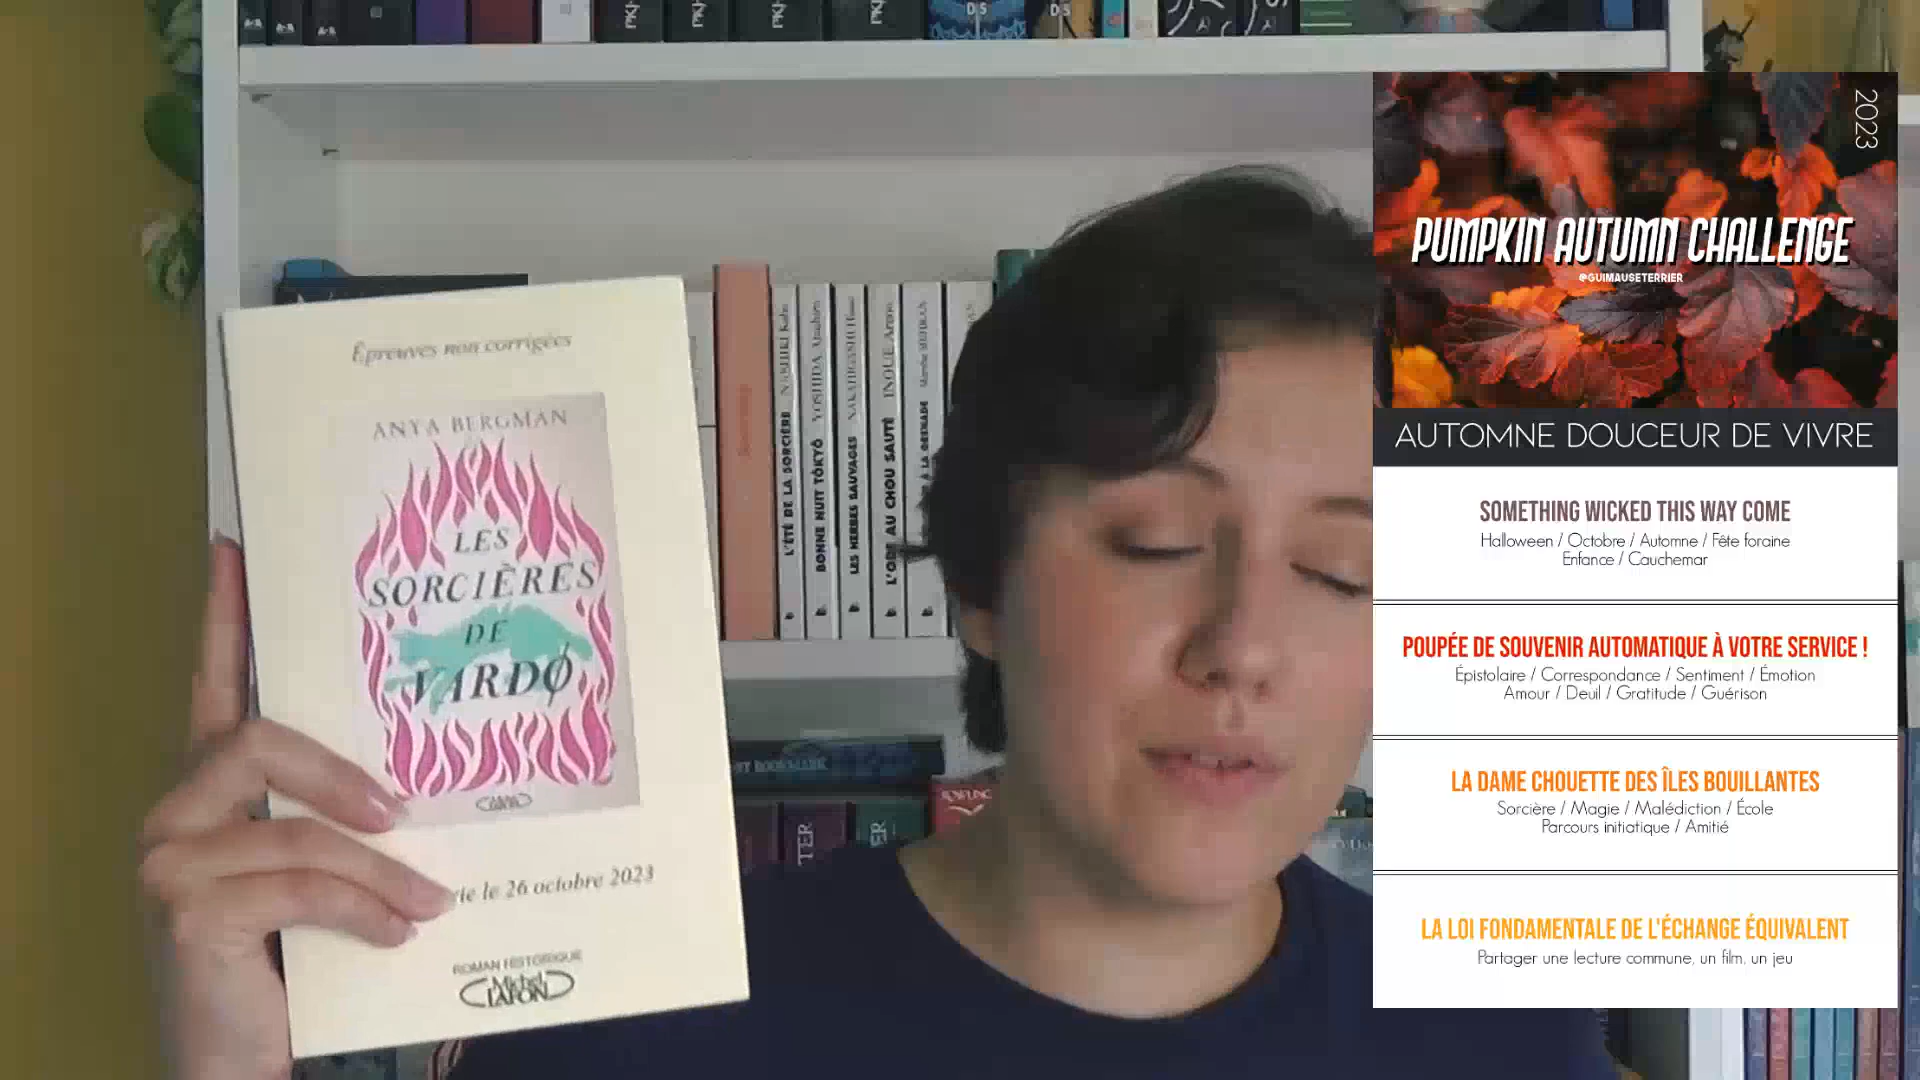 Épreuves non corrigées
ANYA BERGMAN
LES
SORCIÈRES
DE
VARDØ
le 26 octobre 2023
ROMAN HISTORIQUE
Michel
LAFON
L'ÉTÉ DE LA SORCIÈRE
BONNE NUIT TÔKYÔ
LES HERBES SAUVAGES
AU CHOU SAUTÉ
À LA GRENADE
2023
PUMPKIN AUTUMN CHALLENGE
@GUIMAUSETERRIER
AUTOMNE DOUCEUR DE VIVRE
SOMETHING WICKED THIS WAY COME
Halloween / Octobre / Automne / Fête foraine
Enfance / Cauchemar
POUPÉE DE SOUVENIR AUTOMATIQUE À VOTRE SERVICE !
Épistolaire / Correspondance / Sentiment / Émotion
Amour / Deuil / Gratitude / Guérison
LA DAME CHOUETTE DES ÎLES BOUILLANTES
Sorcière / Magie / Malédiction / École
Parcours initiatique / Amitié
LA LOI FONDAMENTALE DE L'ÉCHANGE ÉQUIVALENT
Partager une lecture commune, un film, un jeu